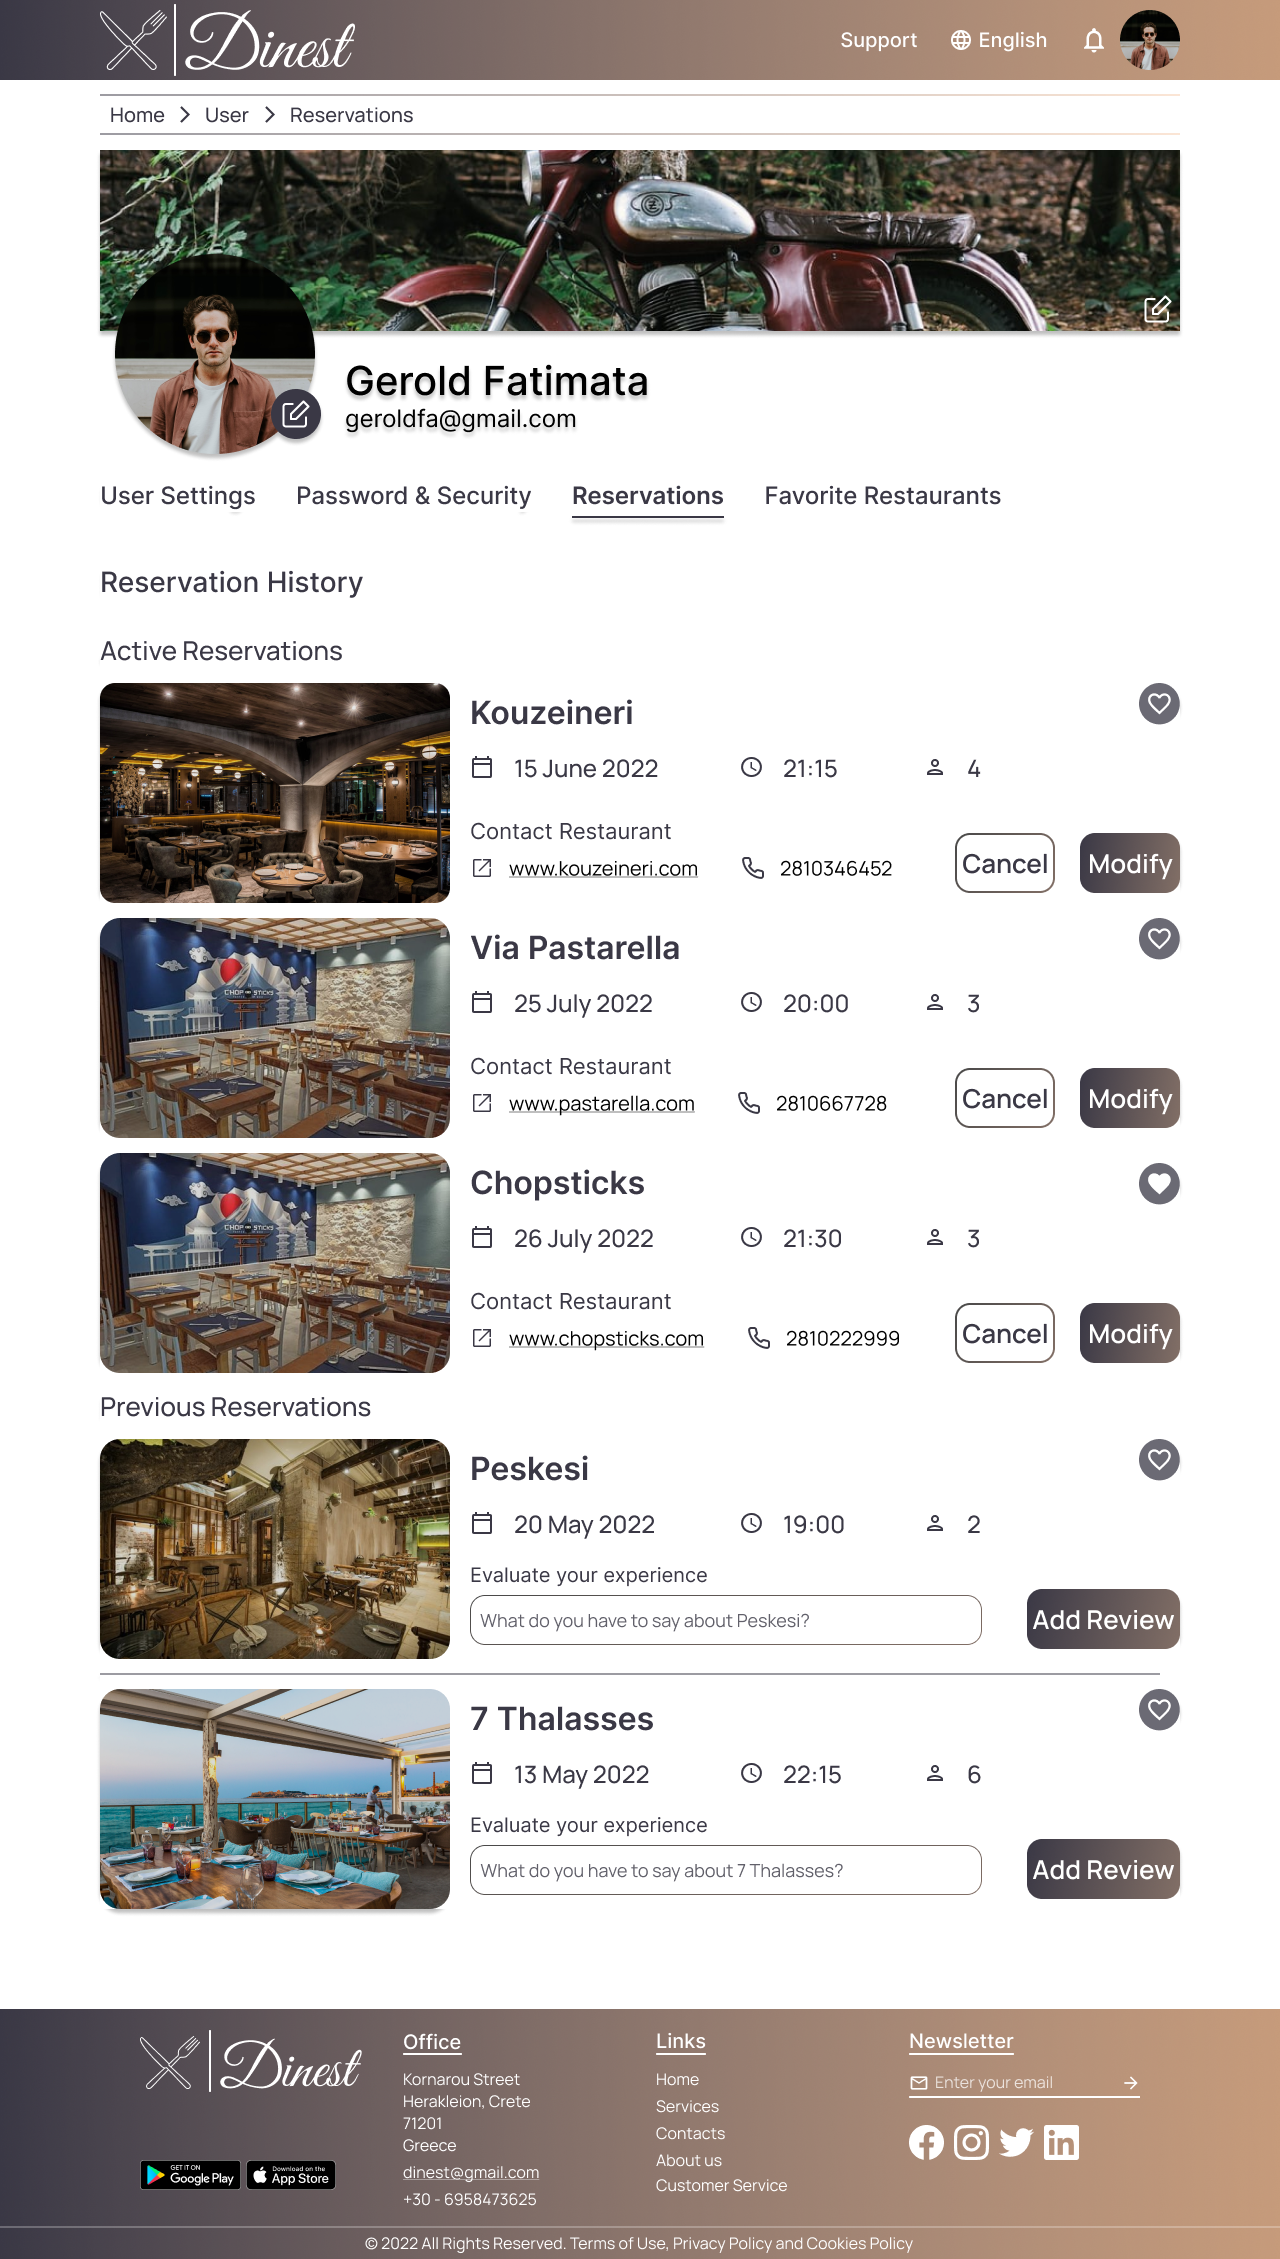 Dinest
Support English
Home User Reservations
Gerold Fatimata
geroldfa@gmail.com
User Settings Password & Security Reservations Favorite Restaurants
Reservation History
Active Reservations
Kouzeineri
15 June 2022 21:15 4
Contact Restaurant
www.kouzeineri.com 2810346452
Cancel Modify
CHOP STICKS
Via Pastarella
25 July 2022 20:00 3
Contact Restaurant
www.pastarella.com 2810667728
Cancel Modify
CHOP STICKS
Chopsticks
26 July 2022 21:30 3
Contact Restaurant
www.chopsticks.com 2810222999
Cancel Modify
Previous Reservations
Peskesi
20 May 2022 19:00 2
Evaluate your experience
What do you have to say about Peskesi?
Add Review
7 Thalasses
13 May 2022 22:15 6
Evaluate your experience
What do you have to say about 7 Thalasses?
Add Review
Dinest
GET IT ON
Google Play
Download on the
App Store
Office
Kornarou Street
Herakleion, Crete
71201
Greece
dinest@gmail.com
+30 - 6958473625
Links
Home
Services
Contacts
About us
Customer Service
Newsletter
Enter your email
© 2022 All Rights Reserved. Terms of Use, Privacy Policy and Cookies Policy